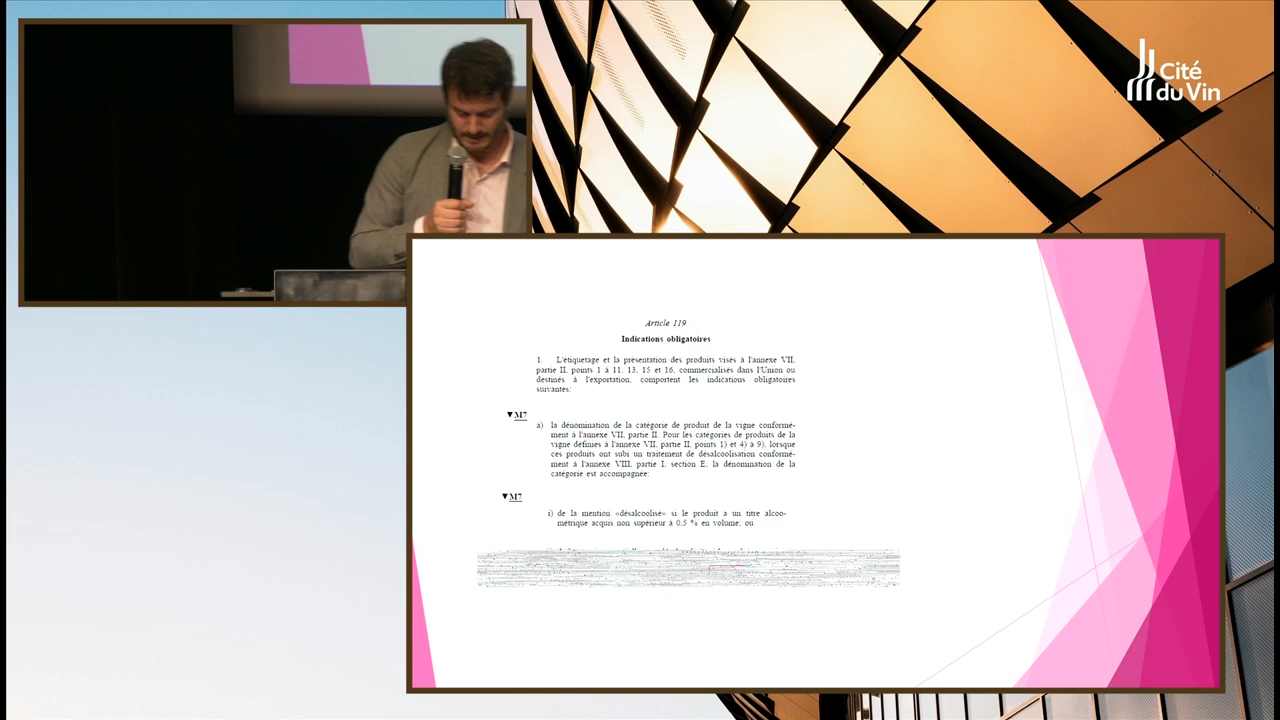 Cité
du Vin
Article 119
Indications obligatoires
1. L'étiquetage et la présentation des produits visés à l'annexe VII,
partie II, points 1 à 11, 13, 15 et 16, commercialisés dans l'Union ou
destinés à l'exportation, comportent les indications obligatoires
suivantes:
▼M7
a) la dénomination de la catégorie de produit de la vigne conformé-
ment à l'annexe VII, partie II. Pour les catégories de produits de la
vigne définies à l'annexe VII, partie II, points 1) et 4) à 9), lorsque
ces produits ont subi un traitement de désalcoolisation conformé-
ment à l'annexe VIII, partie I, section E, la dénomination de la
catégorie est accompagnée:
▼M7
i) de la mention «désalcoolisé» si le produit a un titre alcoo-
métrique acquis non supérieur à 0,5 % en volume; ou